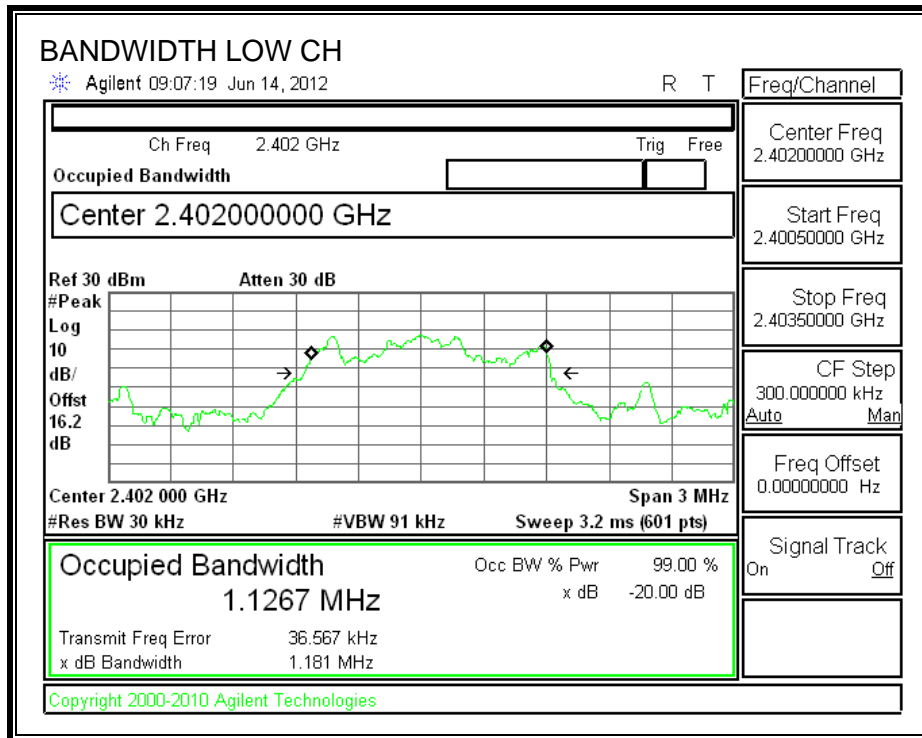 BANDWIDTH LOW CH
Agilent 09:07:19 Jun 14, 2012 R T
Freq/Channel
Ch Freq 2.402 GHz Trig Free
Occupied Bandwidth
Center 2.402000000 GHz
Ref 30 dBm Atten 30 dB
#Peak
Log
10
dB/
Offst
16.2
dB
Center 2.402 000 GHz Span 3 MHz
#Res BW 30 kHz #VBW 91 kHz Sweep 3.2 ms (601 pts)
Occupied Bandwidth Occ BW % Pwr 99.00 %
1.1267 MHz x dB -20.00 dB
Transmit Freq Error 36.567 kHz
x dB Bandwidth 1.181 MHz
Copyright 2000-2010 Agilent Technologies
Center Freq
2.40200000 GHz
Start Freq
2.40050000 GHz
Stop Freq
2.40350000 GHz
CF Step
300.000000 kHz
Auto Man
Freq Offset
0.00000000 Hz
Signal Track
On Off